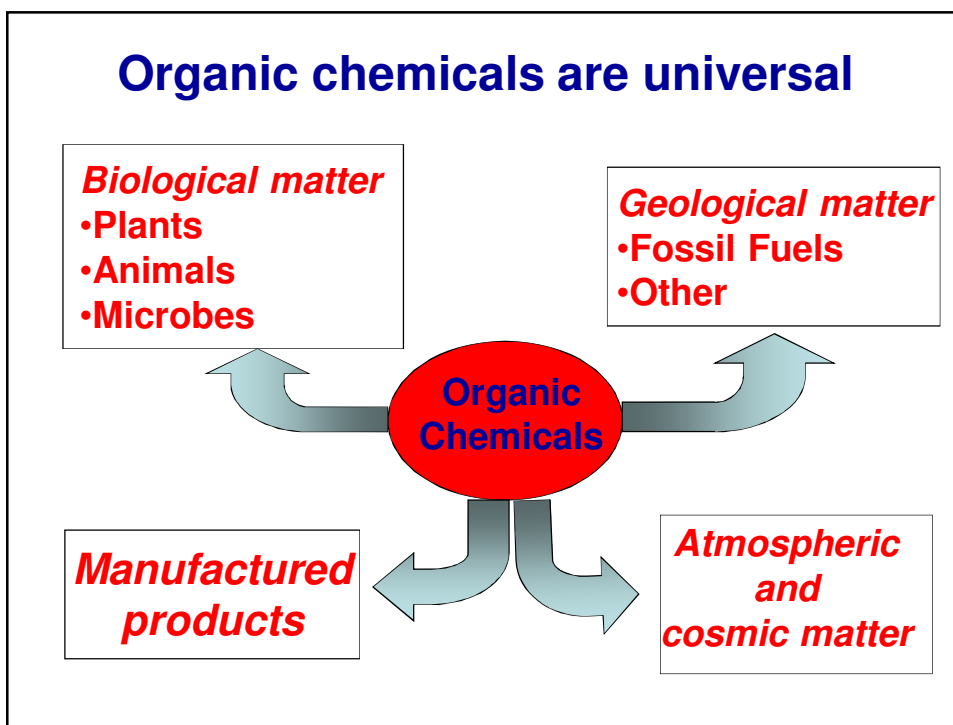 Organic chemicals are universal
Biological matter
•Plants
•Animals
•Microbes
Geological matter
•Fossil Fuels
•Other
Organic
Chemicals
Manufactured
products
Atmospheric
and
cosmic matter